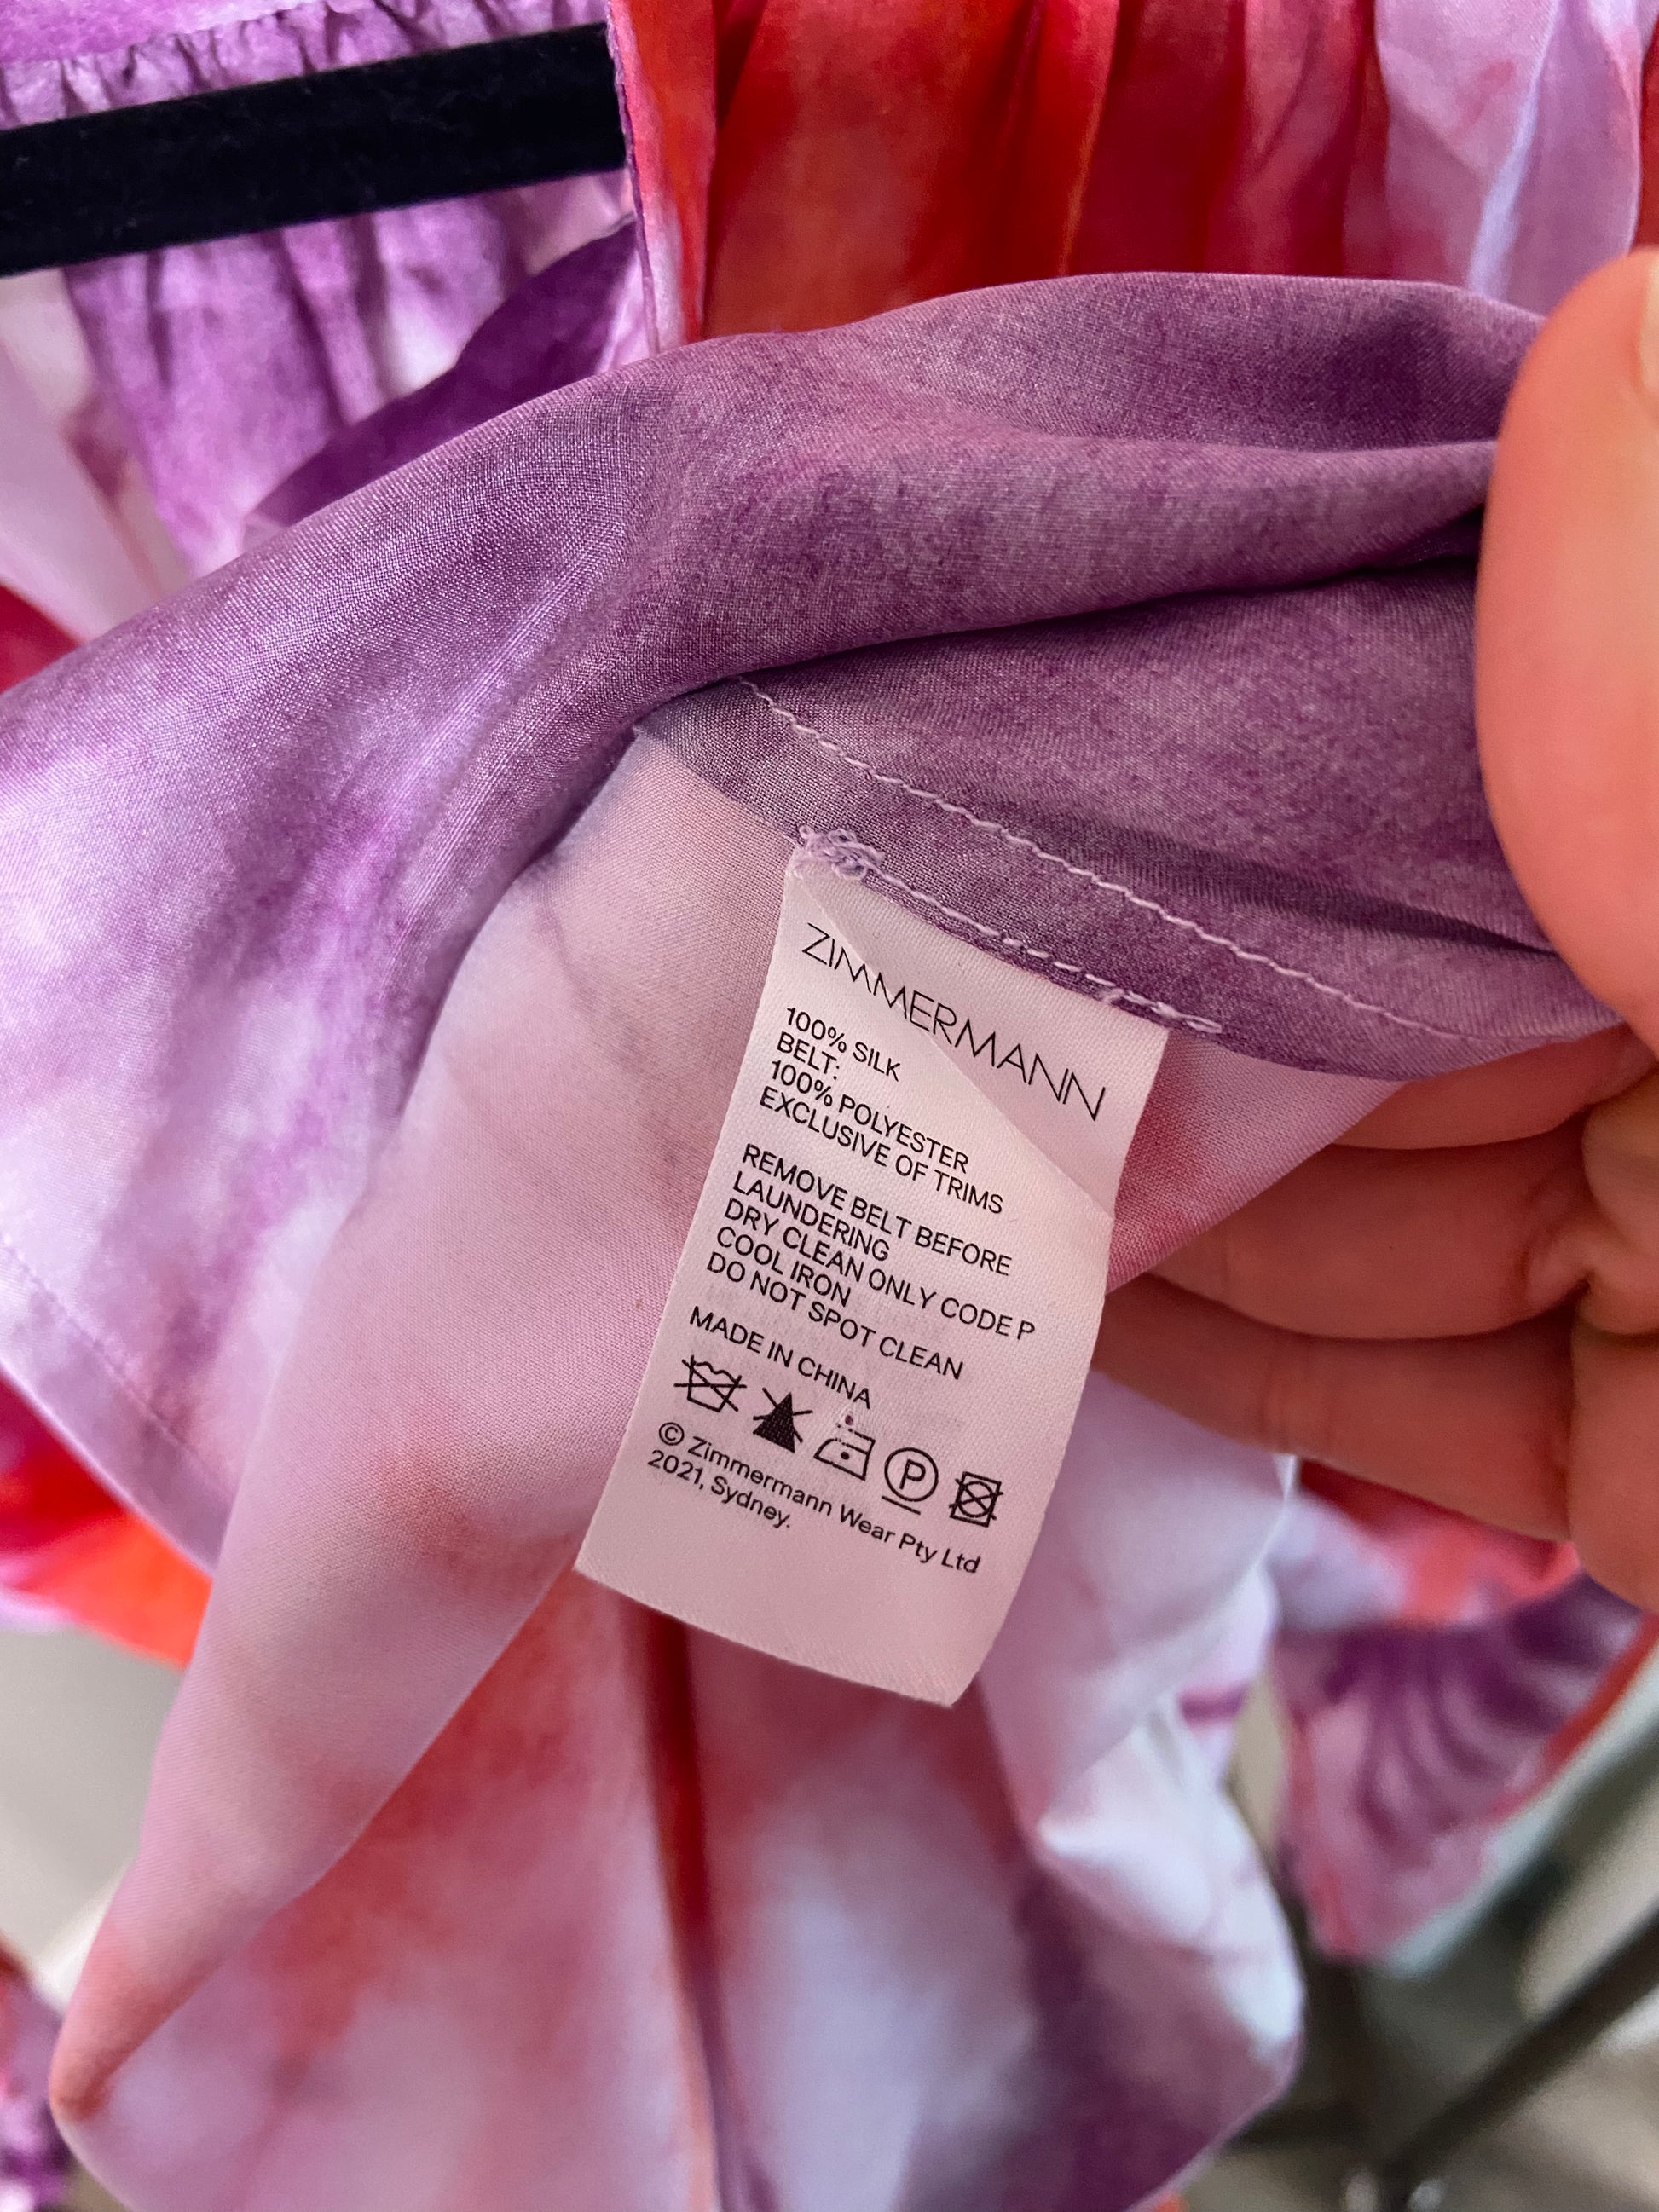 ZIMMERMANN
100% SILK
BELT:
100% POLYESTER
EXCLUSIVE OF TRIMS
REMOVE BELT BEFORE
LAUNDERING
DRY CLEAN ONLY CODE P
COOL IRON
DO NOT SPOT CLEAN
MADE IN CHINA
P
© Zimmermann Wear Pty Ltd
2021, Sydney.